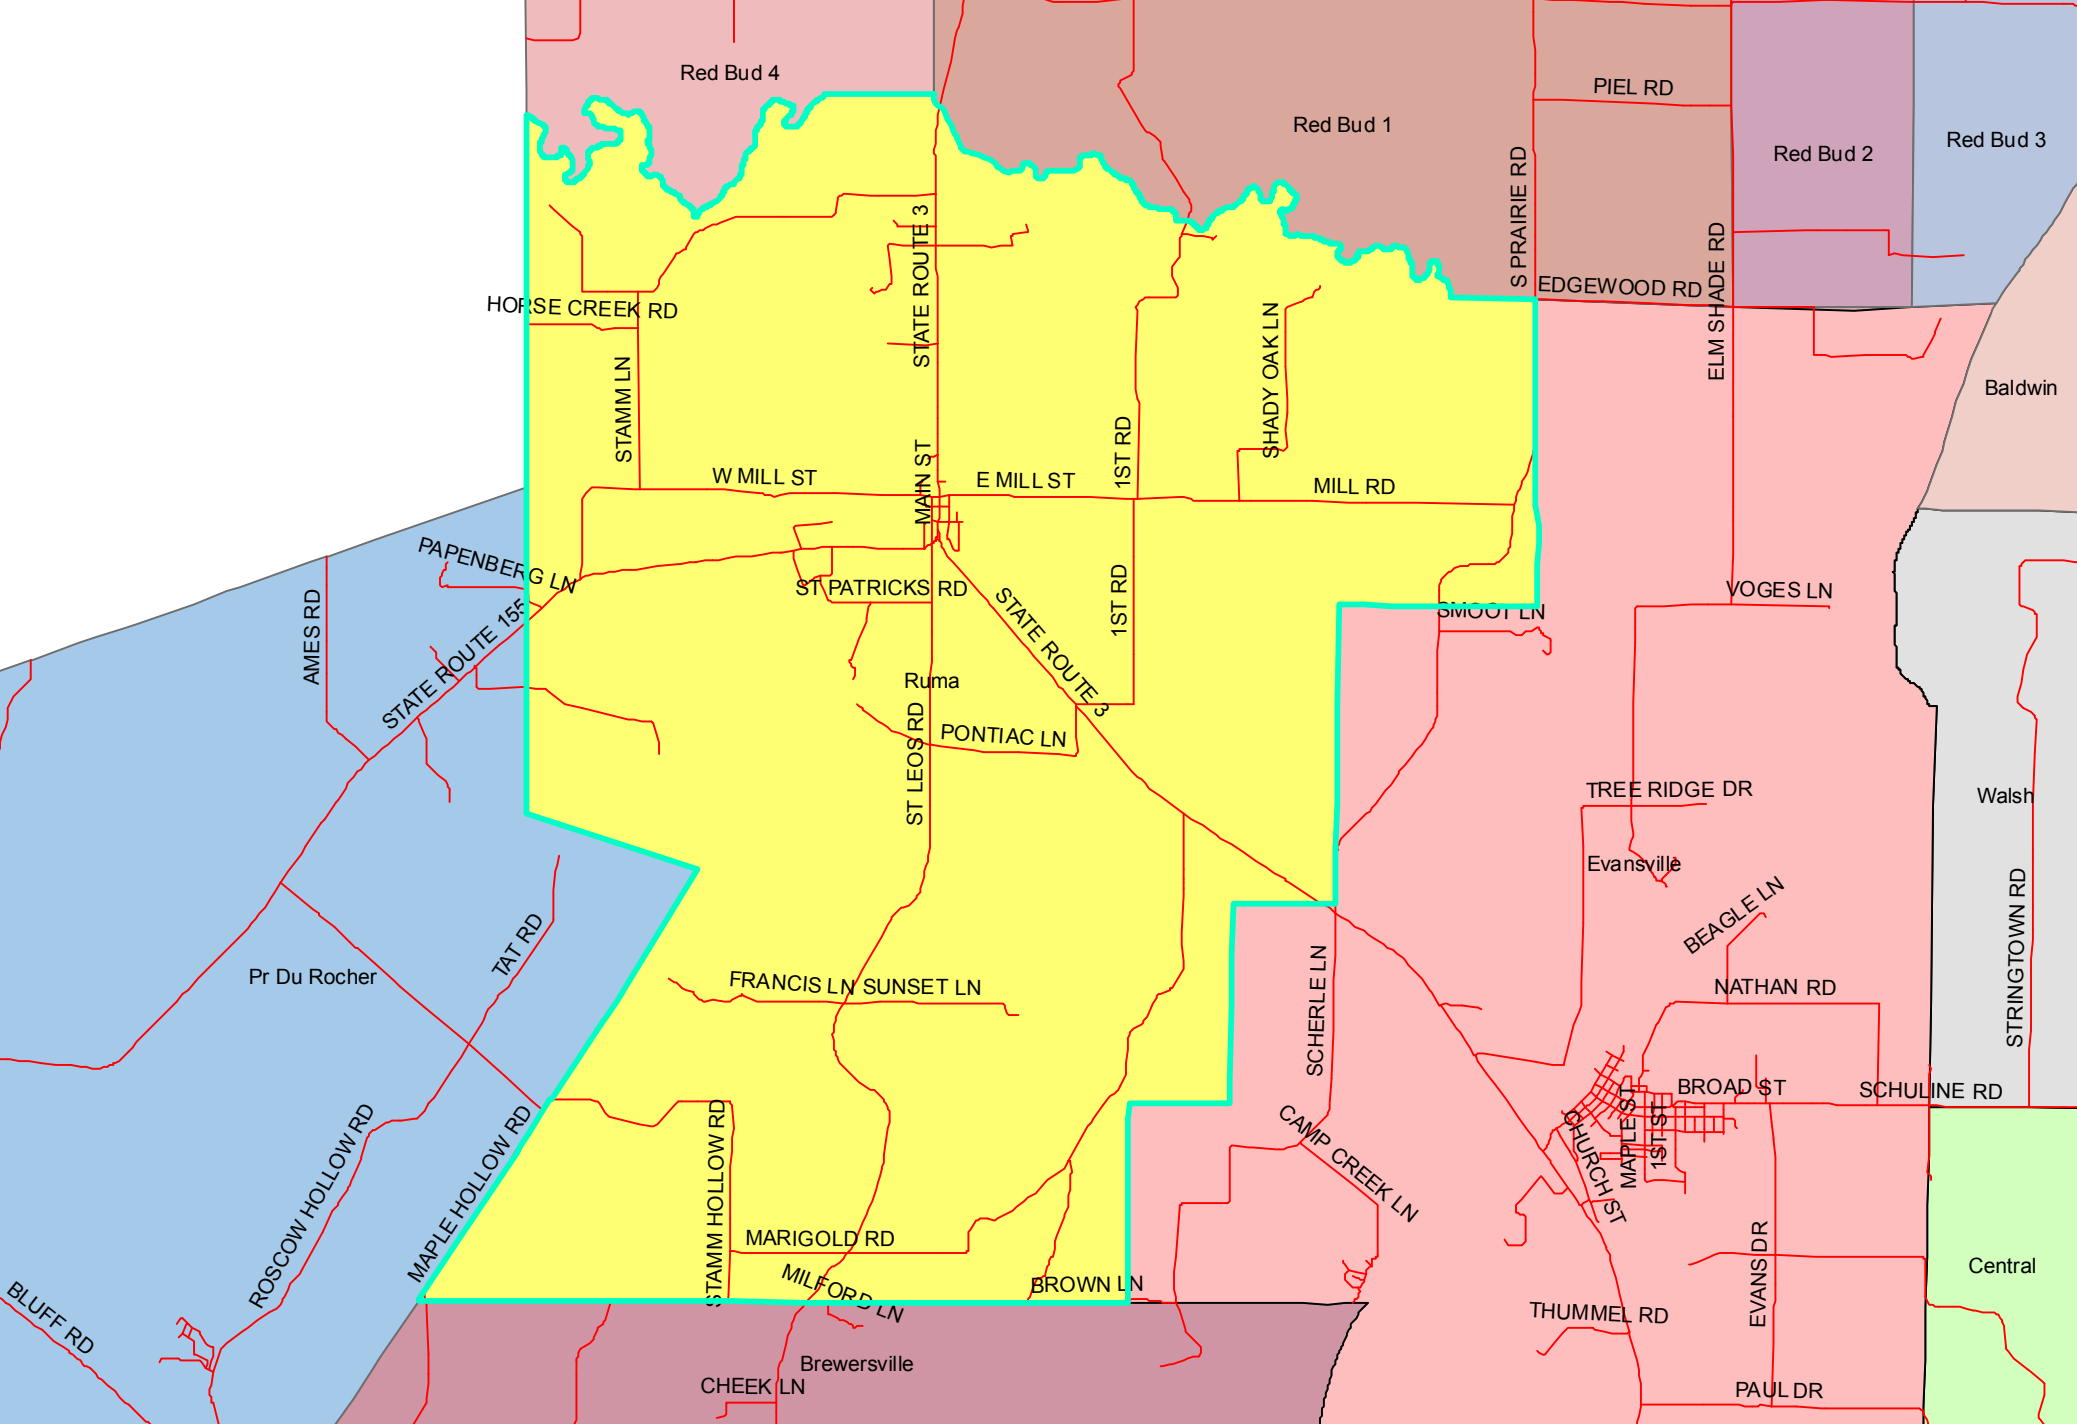 Red Bud 4
PIEL RD
Red Bud 1
Red Bud 2
Red Bud 3
S PRAIRIE RD
STATE ROUTE 3
EDGEWOOD RD
ELM SHADE RD
HORSE CREEK RD
STAMM LN
SHADY OAK LN
Baldwin
1ST RD
MAIN ST
W MILL ST
E MILL ST
MILL RD
PAPENBERG LN
AMES RD
STATE ROUTE 155
ST PATRICKS RD
STATE ROUTE 3
1ST RD
SMOOT LN
VOGES LN
Ruma
ST LEOS RD
PONTIAC LN
TREE RIDGE DR
Walsh
Evansville
BEAGLE LN
STRINGTOWN RD
TAT RD
Pr Du Rocher
FRANCIS LN
SUNSET LN
SCHERLE LN
NATHAN RD
BROAD ST
SCHULINE RD
MAPLE ST
1ST ST
CHURCH ST
CAMP CREEK LN
ROSCOW HOLLOW RD
MAPLE HOLLOW RD
STAMM HOLLOW RD
MARIGOLD RD
MILFORD LN
BROWN LN
EVANS DR
Central
BLUFF RD
THUMMEL RD
Brewersville
CHEEK LN
PAUL DR